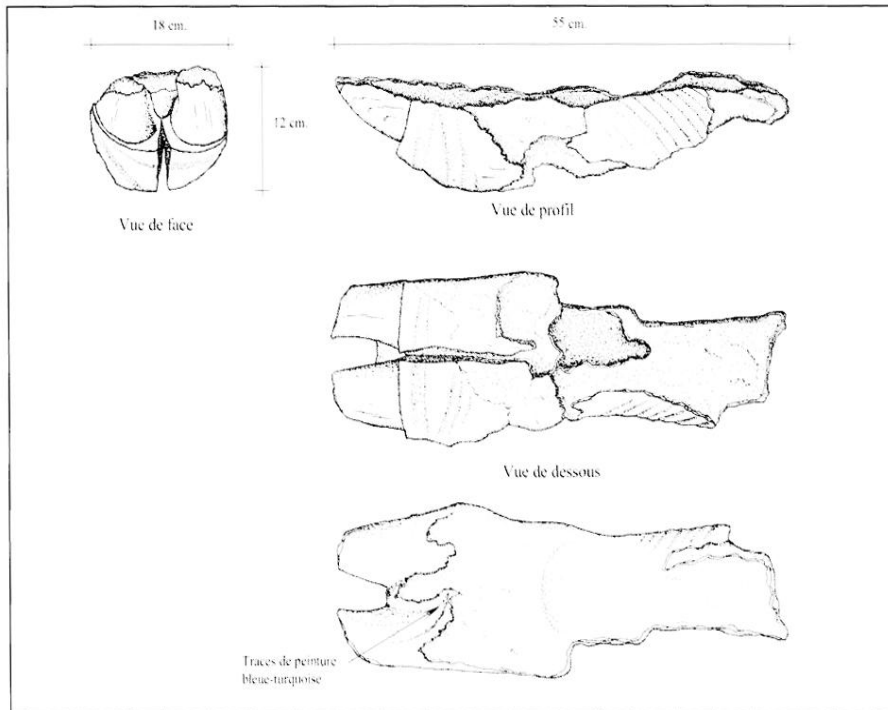 18 cm.
55 cm.
12 cm.
Vue de face
Vue de profil
Vue de dessous
Traces de peinture
bleue-turquoise